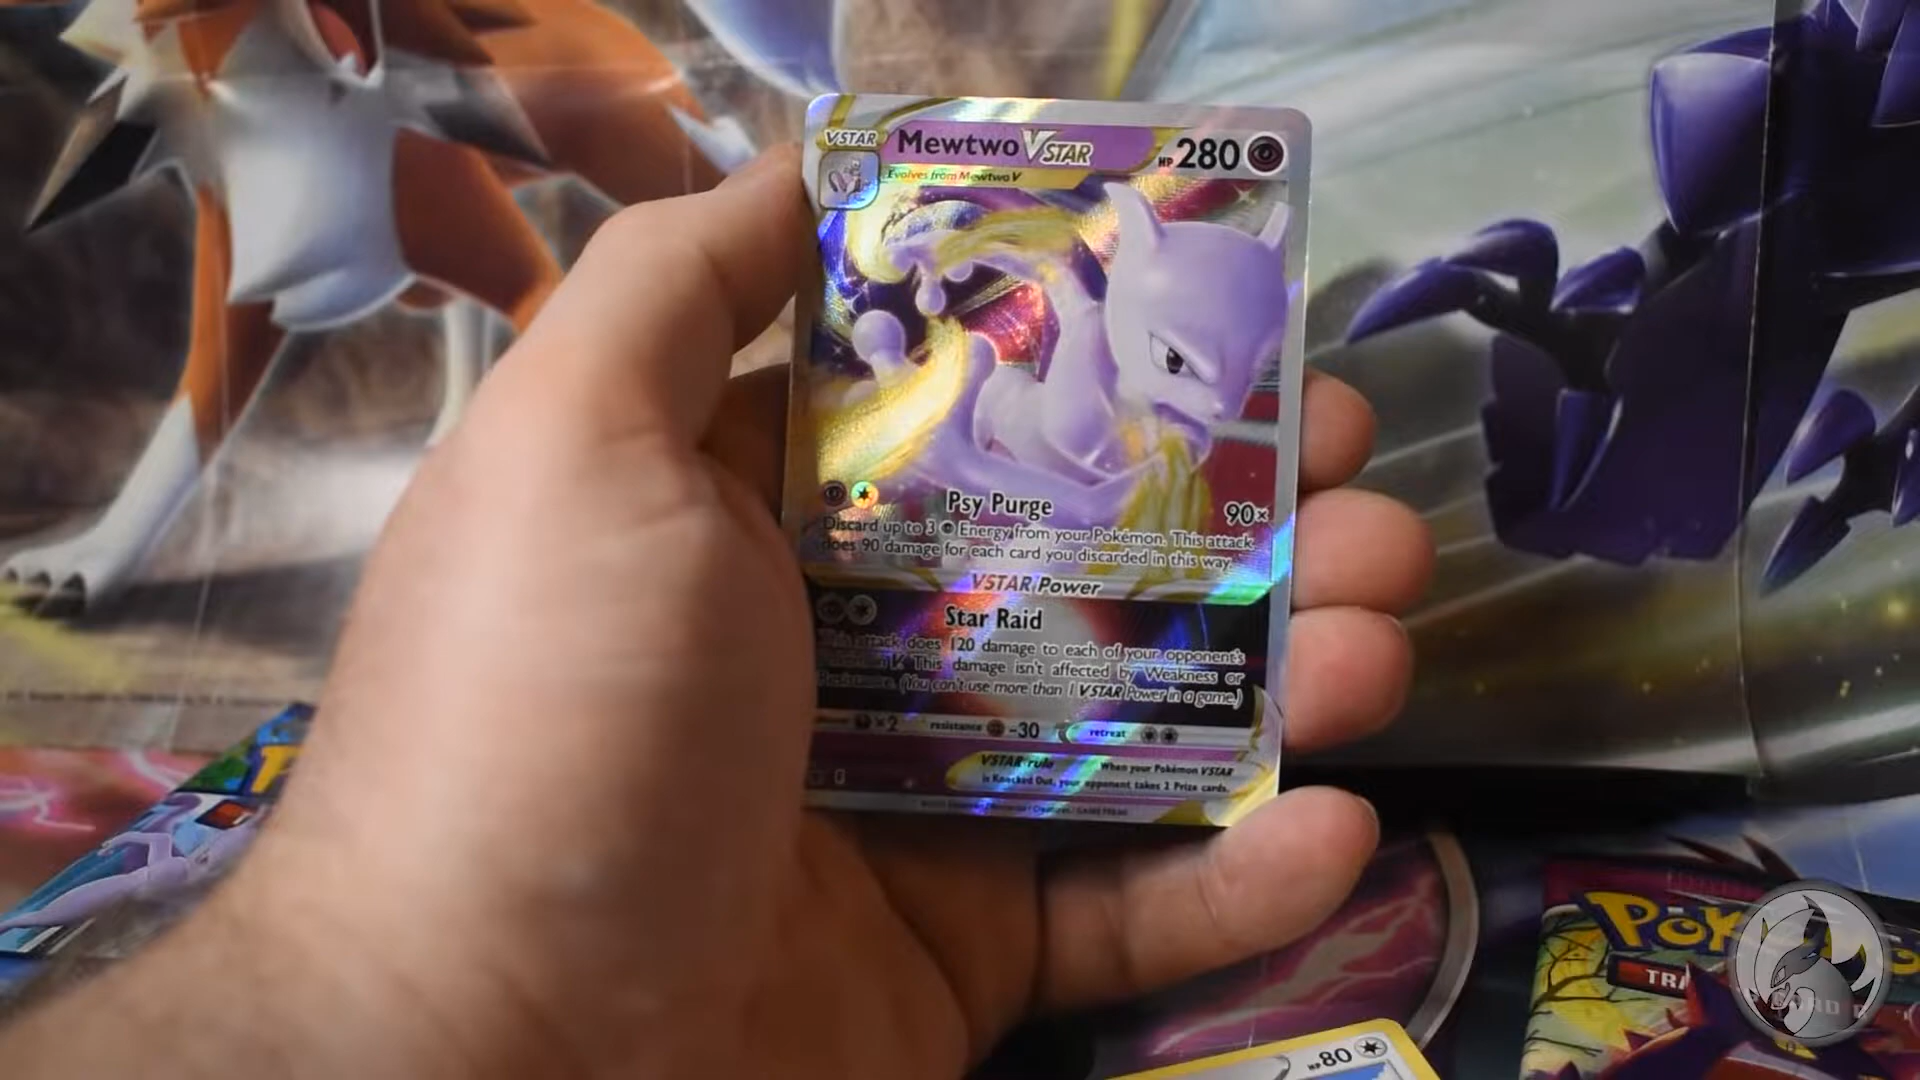 VSTAR Mewtwo VSTAR HP 280
Evolves from Mewtwo V
Psy Purge 90×
Discard up to 3 Energy from your Pokémon. This attack
does 90 damage for each card you discarded in this way.
VSTAR Power
Star Raid
This attack does 120 damage to each of your opponent's
V. This damage isn't affected by Weakness or
Resistance. (You can't use more than 1 VSTAR Power in a game.)
×2 resistance -30 retreat
VSTAR rule When your Pokémon VSTAR
is Knocked Out, your opponent takes 2 Prize cards.
HP 80